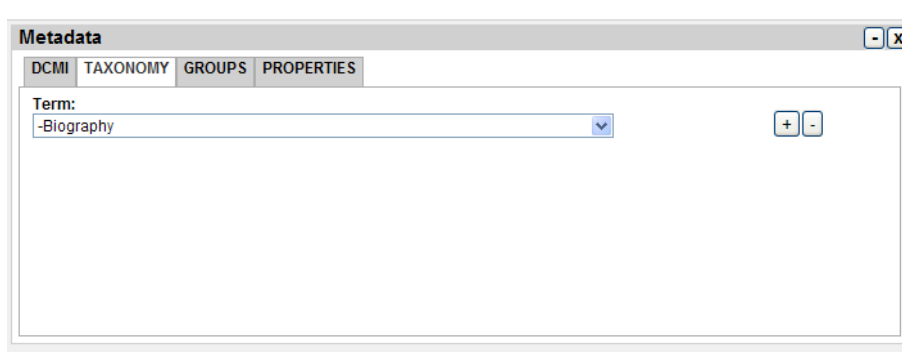 Metadata - x
DCMI TAXONOMY GROUPS PROPERTIES
Term:
-Biography
+ -